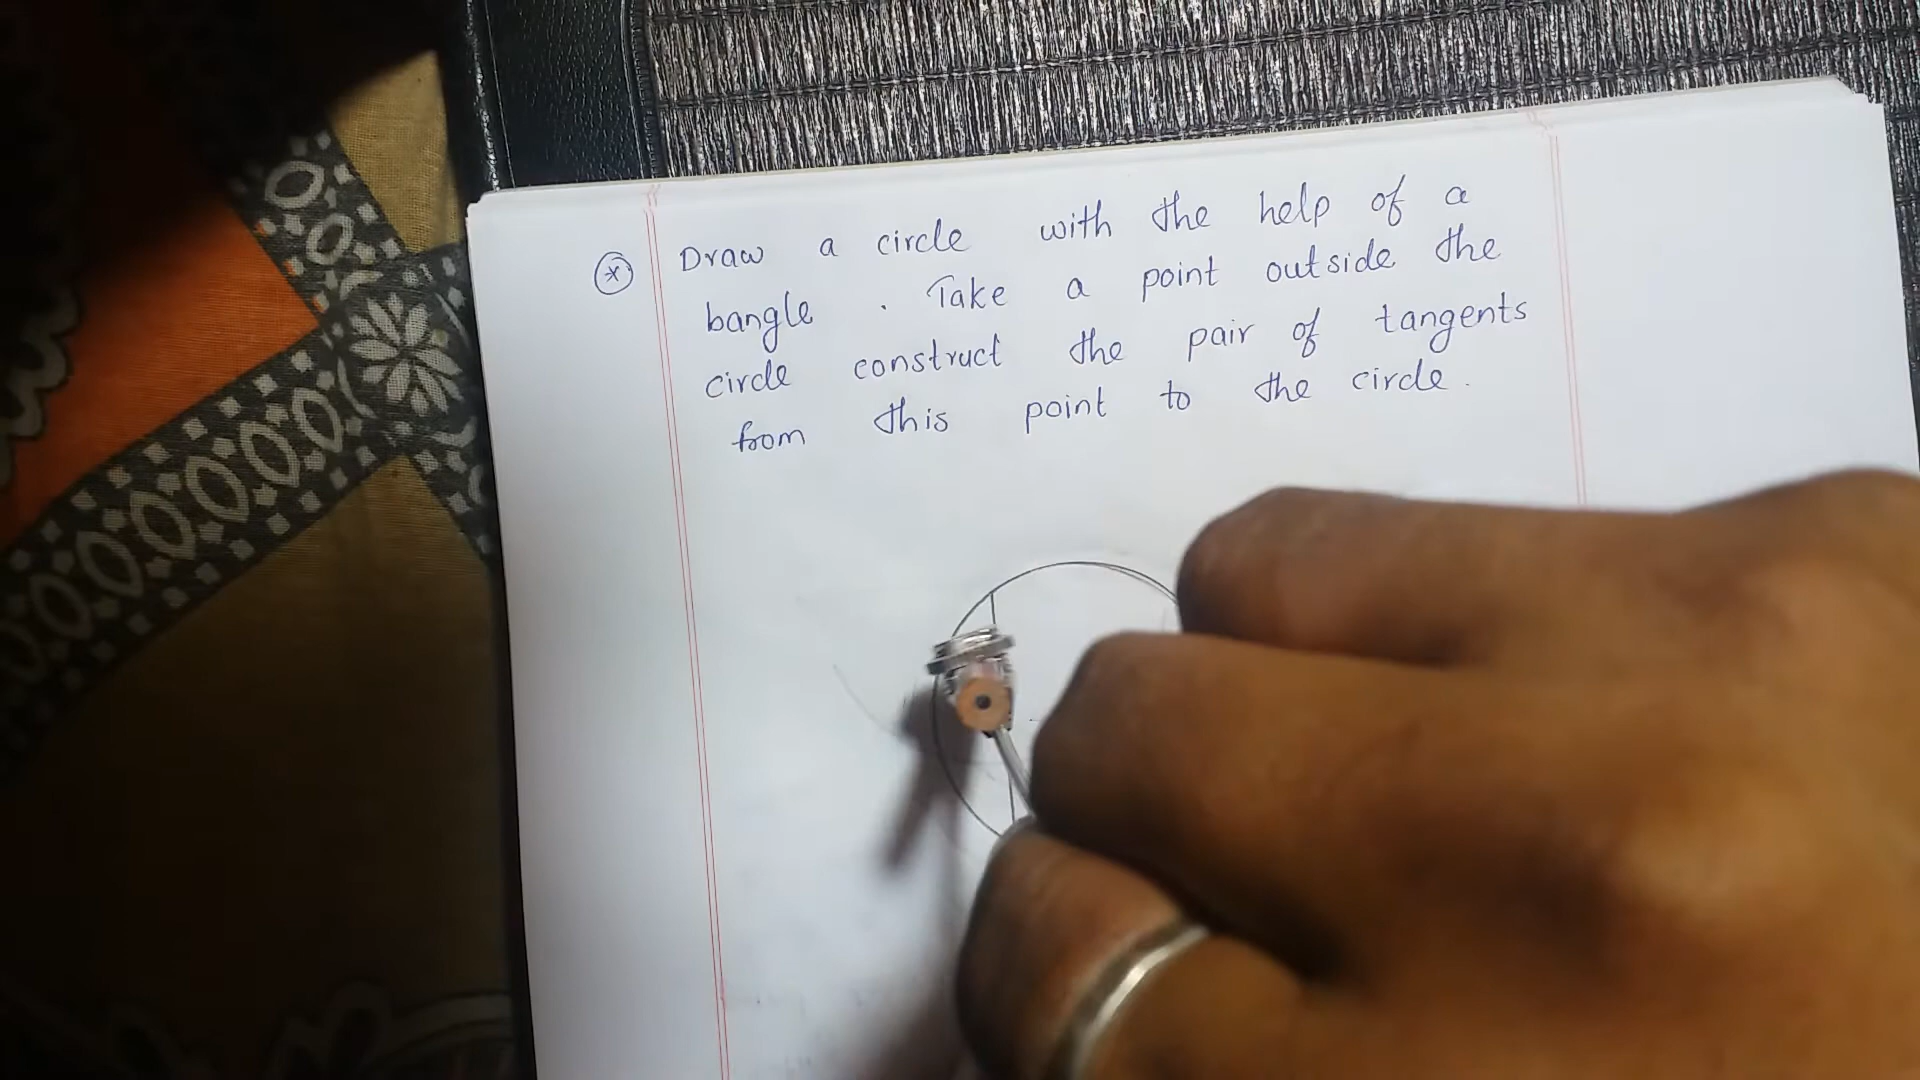 * Draw a circle with the help of a
bangle . Take a point outside the
circle construct the pair of tangents
from this point to the circle .